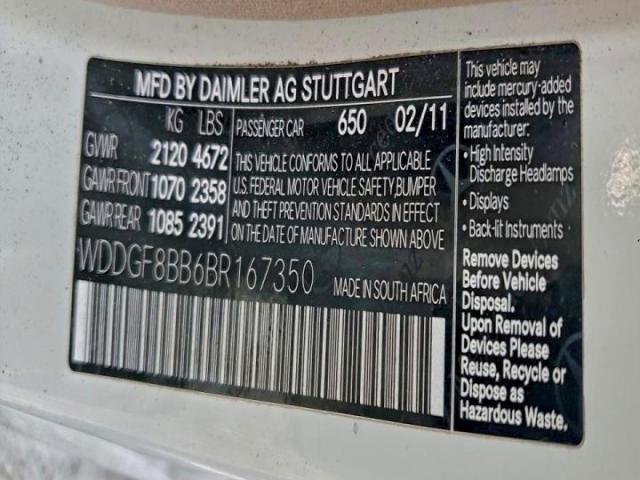 MFD BY DAIMLER AG STUTTGART
KG LBS
GVWR 2120 4672
GAWR FRONT 1070 2358
GAWR REAR 1085 2391
PASSENGER CAR 650 02/11
THIS VEHICLE CONFORMS TO ALL APPLICABLE
U.S. FEDERAL MOTOR VEHICLE SAFETY, BUMPER
AND THEFT PREVENTION STANDARDS IN EFFECT
ON THE DATE OF MANUFACTURE SHOWN ABOVE
WDDGF8BB6BR167350
MADE IN SOUTH AFRICA
This vehicle may
include mercury-added
devices installed by the
manufacturer:
• High Intensity
Discharge Headlamps
• Displays
• Back-lit Instruments
Remove Devices
Before Vehicle
Disposal.
Upon Removal of
Devices Please
Reuse, Recycle or
Dispose as
Hazardous Waste.